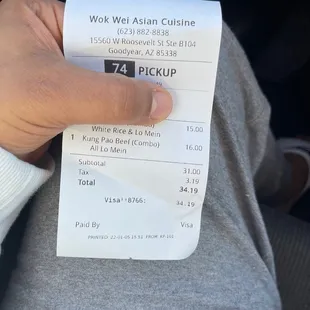 Wok Wei Asian Cuisine
(623) 882-8838
15560 W Roosevelt St Ste B104
Goodyear, AZ 85338
74 PICKUP
15.00
White Rice & Lo Mein
1 Kung Pao Beef (Combo) 16.00
All Lo Mein
Subtotal 31.00
Tax 3.19
Total 34.19
Visa**8766: 34.19
Paid By Visa